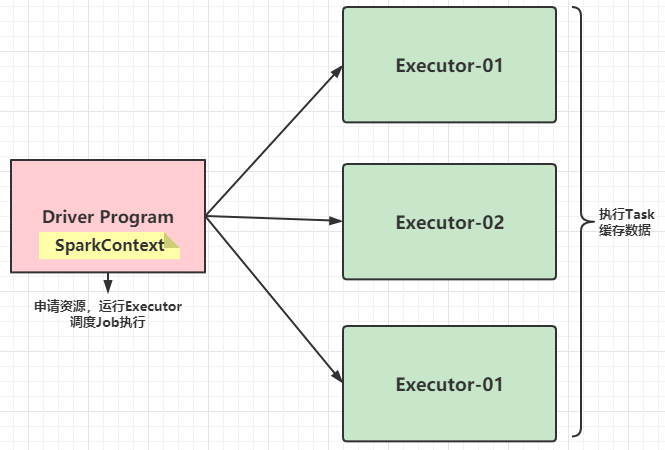 Driver Program
SparkContext
申请资源，运行Executor
调度Job执行
Executor-01
Executor-02
Executor-01
执行Task
缓存数据